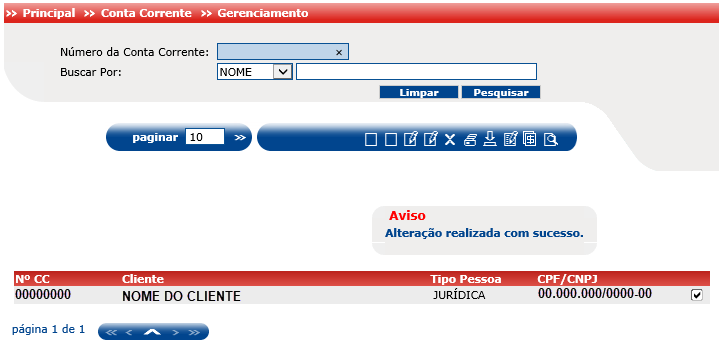 >> Principal >> Conta Corrente >> Gerenciamento
Número da Conta Corrente: ×
Buscar Por: NOME
Limpar Pesquisar
paginar 10 >>
Aviso
Alteração realizada com sucesso.
Nº CC Cliente Tipo Pessoa CPF/CNPJ
00000000 NOME DO CLIENTE JURÍDICA 00.000.000/0000-00
página 1 de 1 << < > >>